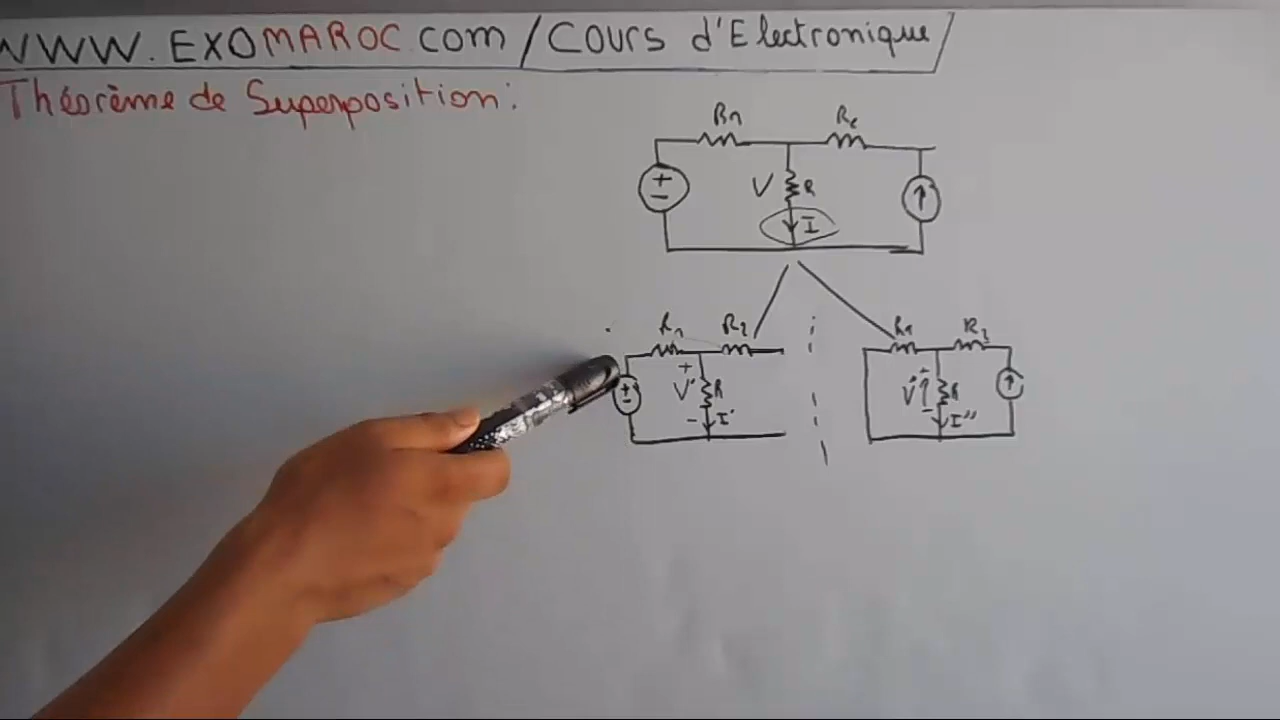 WWW.EXOMAROC.com/Cours d'Electronique/
Théorème de Superposition:
R1 R2
+ V R
- I
R1 R2 R1 R2
+ + V' R V'' R
- - I' - I''